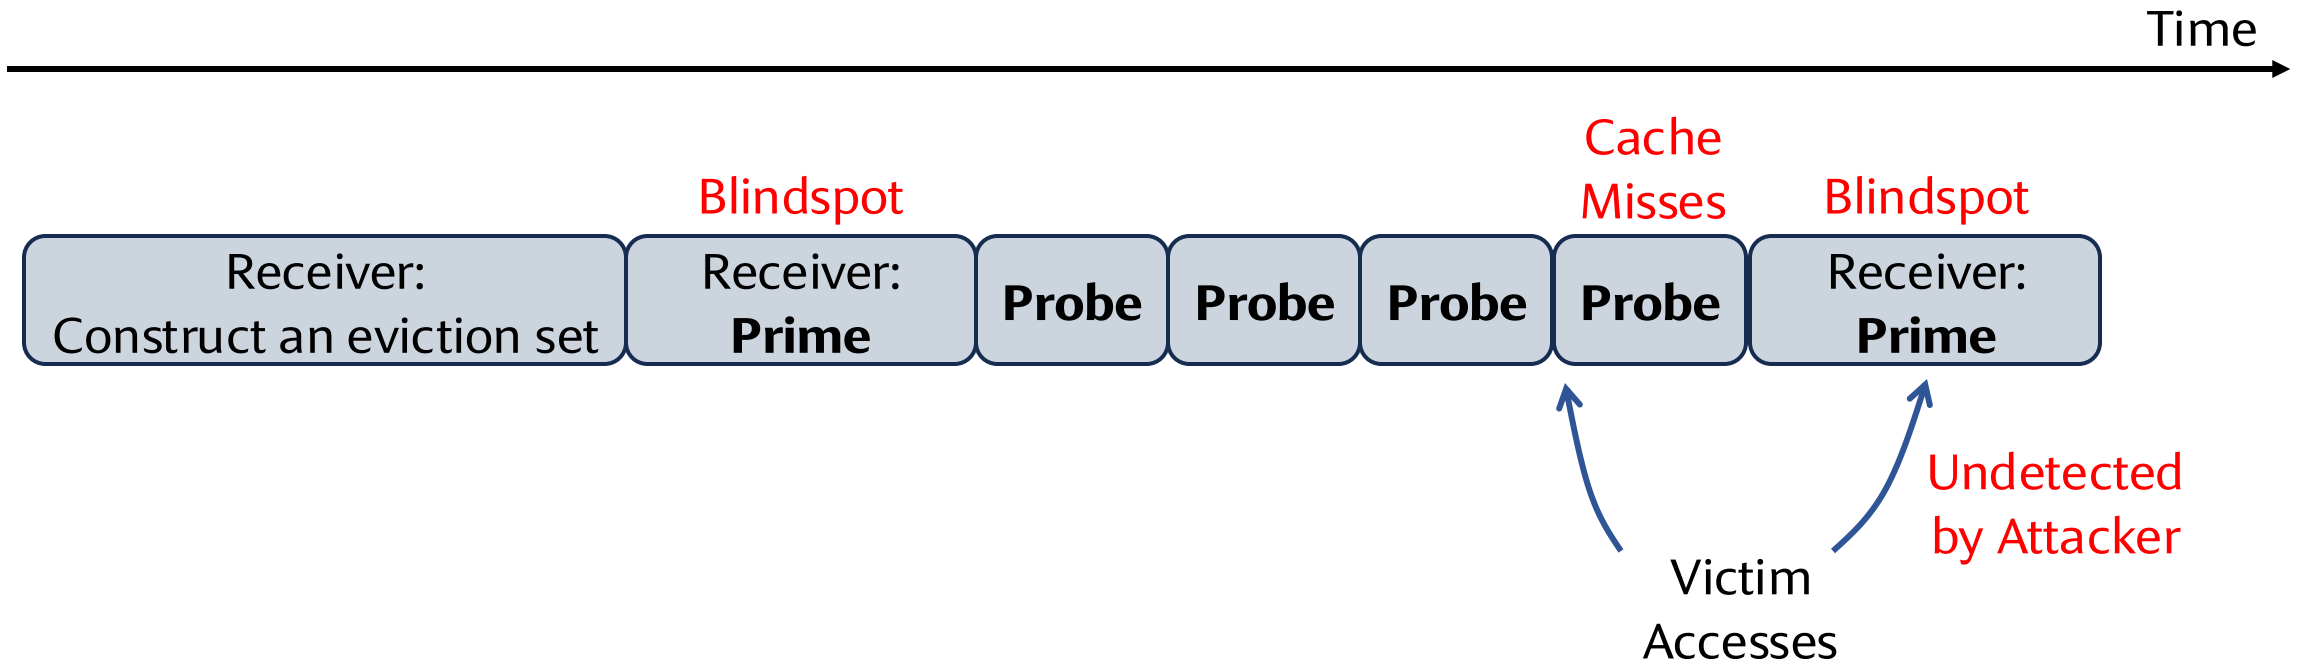 Time
Cache
Misses
Blindspot
Blindspot
Receiver:
Construct an eviction set
Receiver:
Prime
Probe
Probe
Probe
Probe
Receiver:
Prime
Undetected
by Attacker
Victim
Accesses